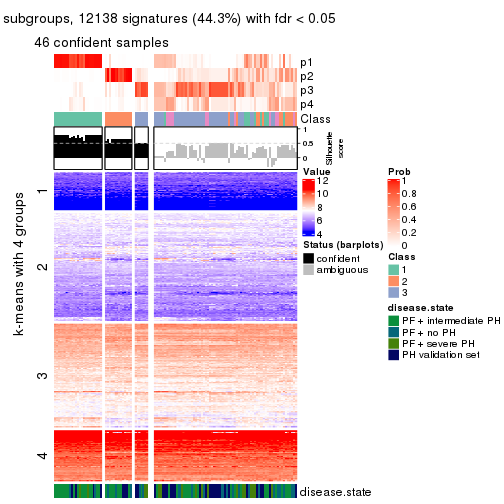 subgroups, 12138 signatures (44.3%) with fdr < 0.05
46 confident samples
p1
p2
p3
p4
Class
1
0.5
0
Silhouette
score
k-means with 4 groups
1
2
3
4
disease.state
Value
12
10
8
6
4
Status (barplots)
confident
ambiguous
Prob
1
0.8
0.6
0.4
0.2
0
Class
1
2
3
disease.state
PF + intermediate PH
PF + no PH
PF + severe PH
PH validation set